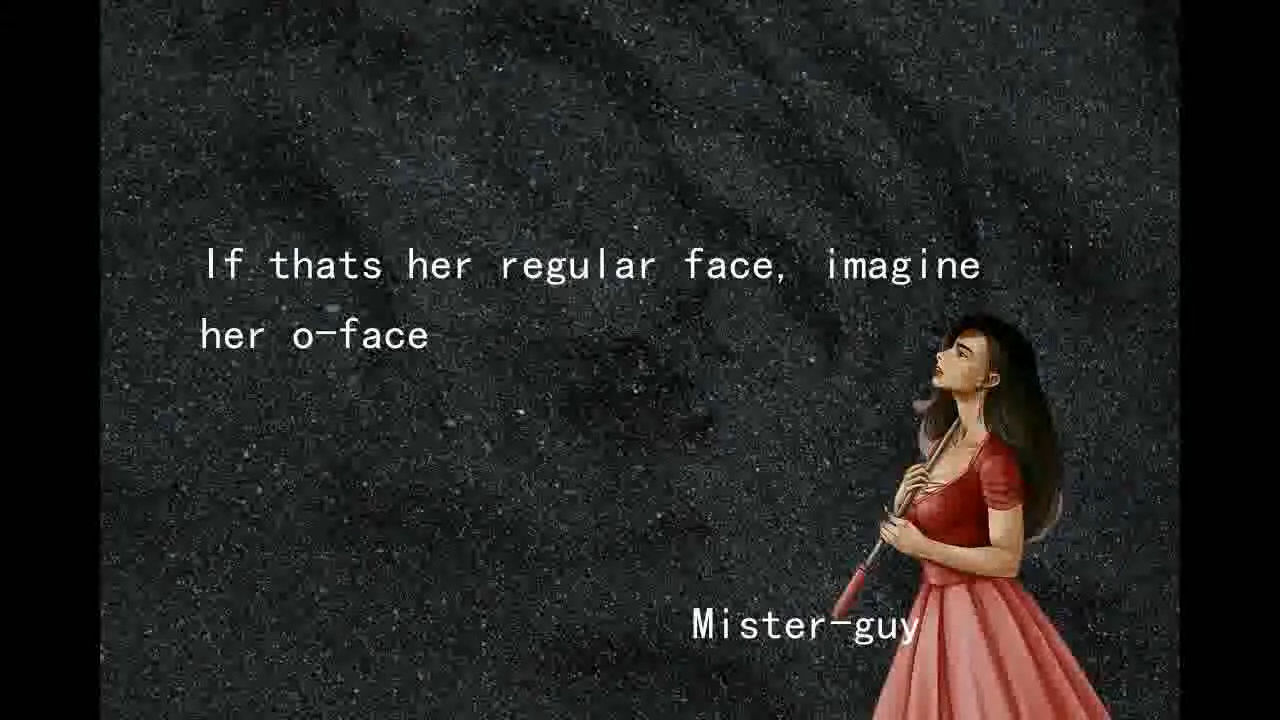 If thats her regular face, imagine
her o-face
Mister-guy